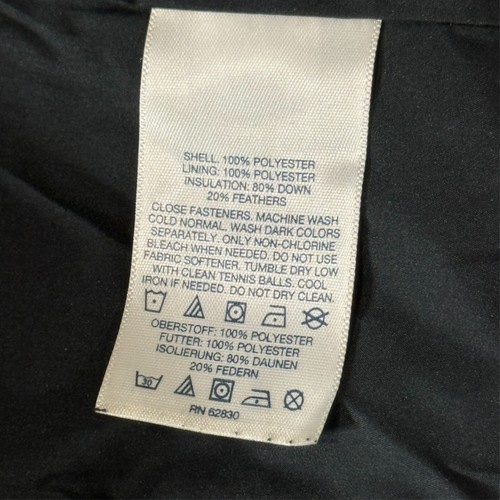 SHELL: 100% POLYESTER
LINING: 100% POLYESTER
INSULATION: 80% DOWN
20% FEATHERS
CLOSE FASTENERS. MACHINE WASH
COLD NORMAL. WASH DARK COLORS
SEPARATELY. ONLY NON-CHLORINE
BLEACH WHEN NEEDED. DO NOT USE
FABRIC SOFTENER. TUMBLE DRY LOW
WITH CLEAN TENNIS BALLS. COOL
IRON IF NEEDED. DO NOT DRY CLEAN.
OBERSTOFF: 100% POLYESTER
FUTTER: 100% POLYESTER
ISOLIERUNG: 80% DAUNEN
20% FEDERN
30
RN 62830